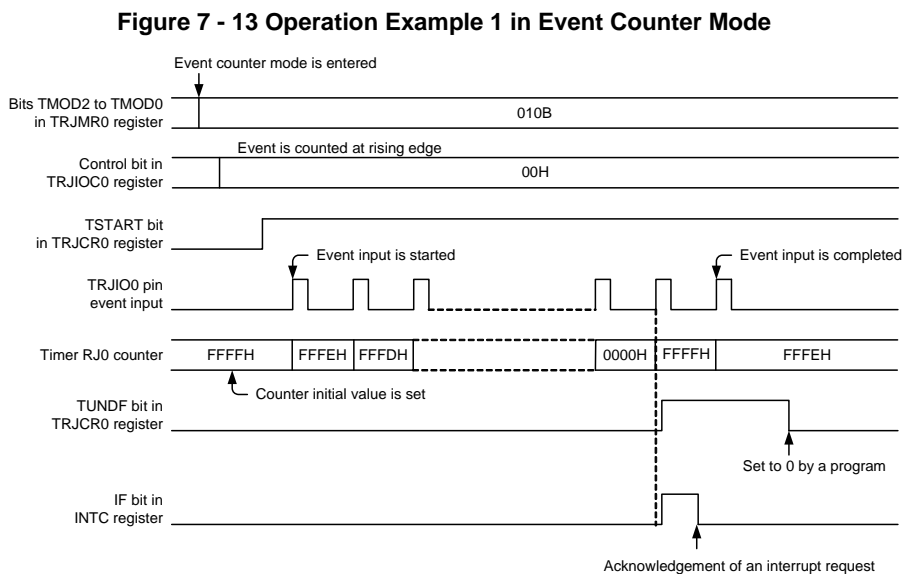 Figure 7 - 13 Operation Example 1 in Event Counter Mode
Event counter mode is entered
Bits TMOD2 to TMOD0
in TRJMR0 register
010B
Event is counted at rising edge
Control bit in
TRJIOC0 register
00H
TSTART bit
in TRJCR0 register
Event input is started
Event input is completed
TRJIO0 pin
event input
Timer RJ0 counter
FFFFH
FFFEH
FFFDH
0000H
FFFFH
FFFEH
Counter initial value is set
TUNDF bit in
TRJCR0 register
Set to 0 by a program
IF bit in
INTC register
Acknowledgement of an interrupt request